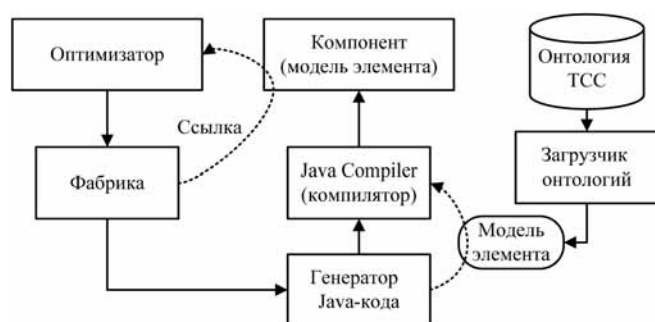 Оптимизатор
Компонент
(модель элемента)
Онтология
ТСС
Ссылка
Фабрика
Java Compiler
(компилятор)
Загрузчик
онтологий
Модель
элемента
Генератор
Java-кода